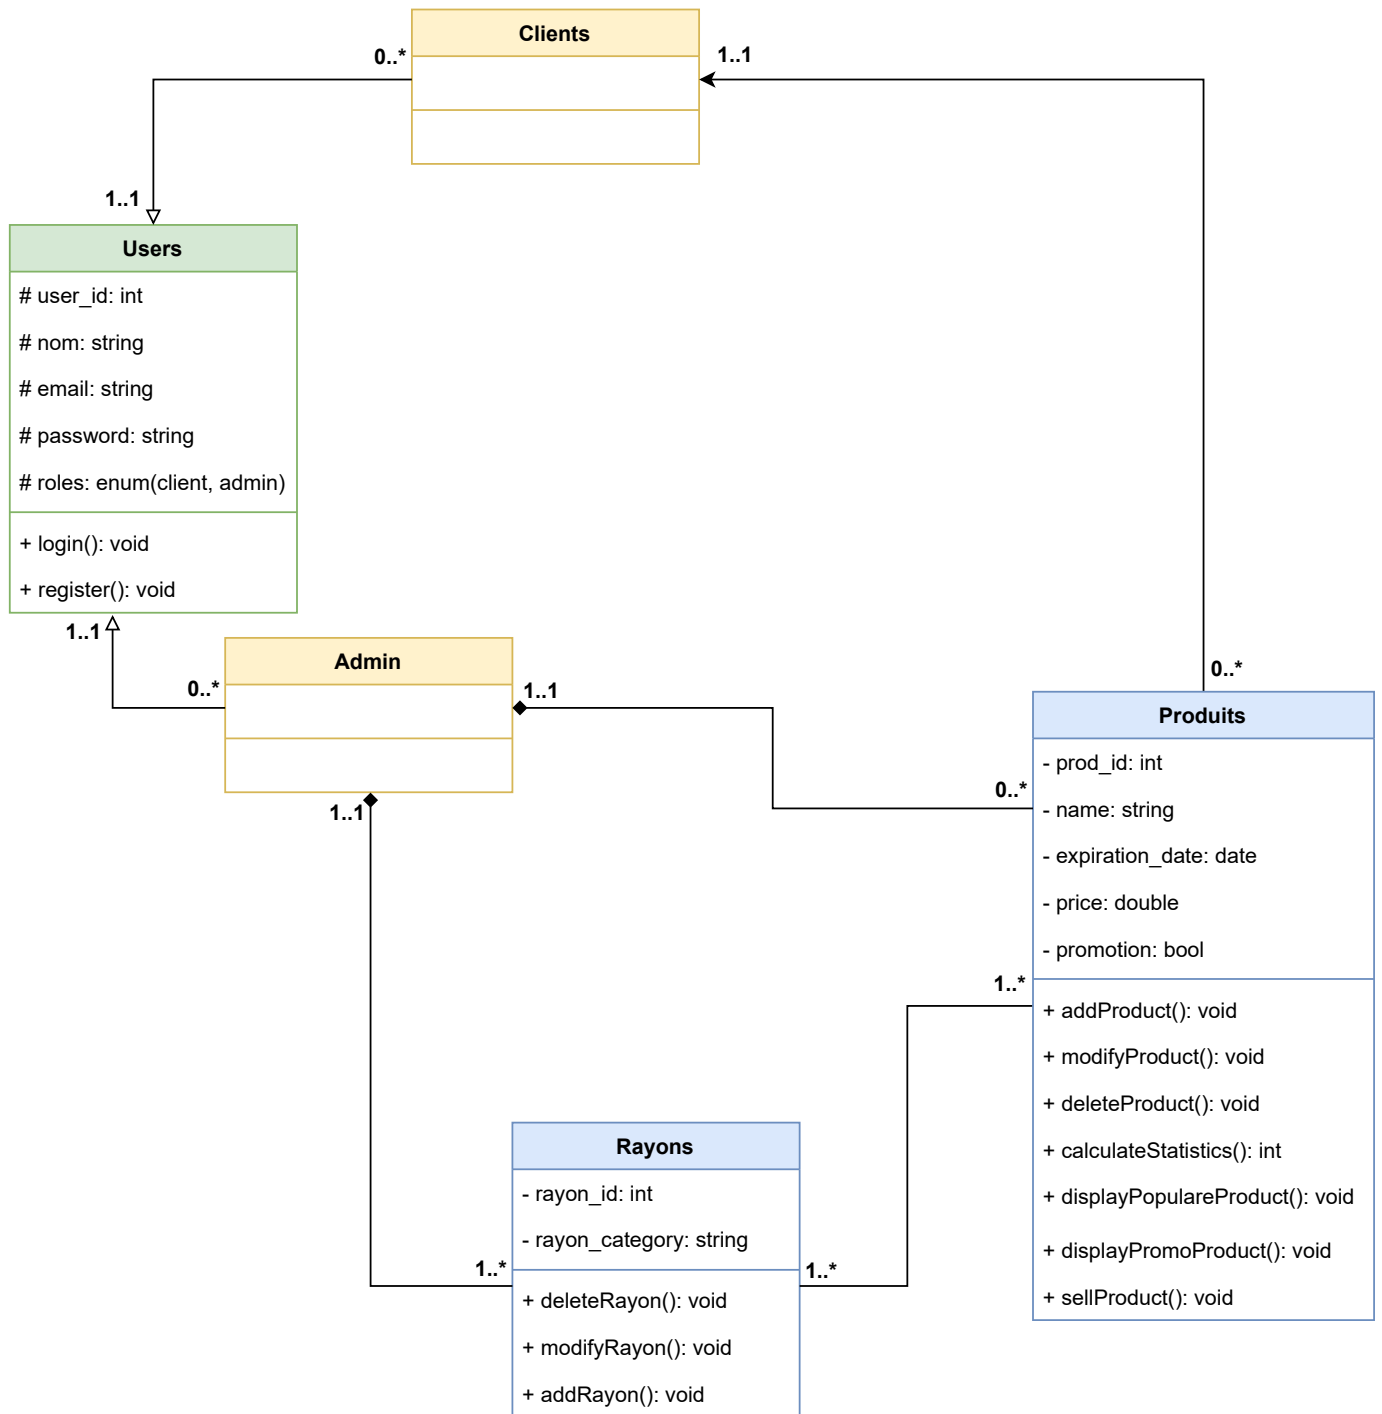 Clients
0..*
1..1
1..1
Users
# user_id: int
# nom: string
# email: string
# password: string
# roles: enum(client, admin)
+ login(): void
+ register(): void
1..1
Admin
0..*
1..1
1..1
0..*
Produits
- prod_id: int
- name: string
- expiration_date: date
- price: double
- promotion: bool
0..*
1..*
+ addProduct(): void
+ modifyProduct(): void
+ deleteProduct(): void
+ calculateStatistics(): int
+ displayPopulareProduct(): void
+ displayPromoProduct(): void
+ sellProduct(): void
Rayons
- rayon_id: int
- rayon_category: string
1..*
1..*
+ deleteRayon(): void
+ modifyRayon(): void
+ addRayon(): void